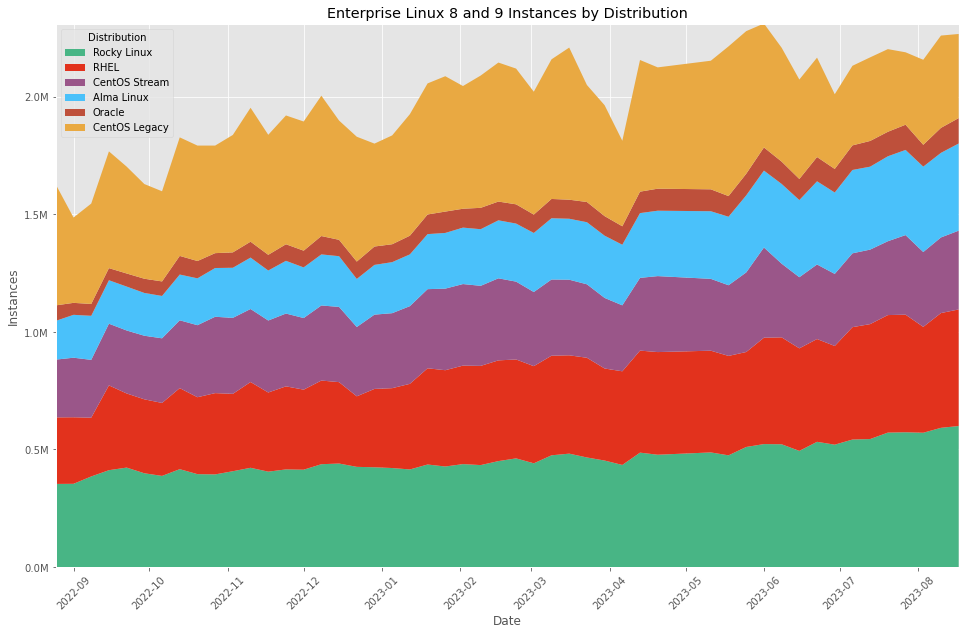 Enterprise Linux 8 and 9 Instances by Distribution
Distribution
Rocky Linux
RHEL
CentOS Stream
Alma Linux
Oracle
CentOS Legacy
Instances
2.0M
1.5M
1.0M
0.5M
0.0M
2022-09
2022-10
2022-11
2022-12
2023-01
2023-02
2023-03
2023-04
2023-05
2023-06
2023-07
2023-08
Date